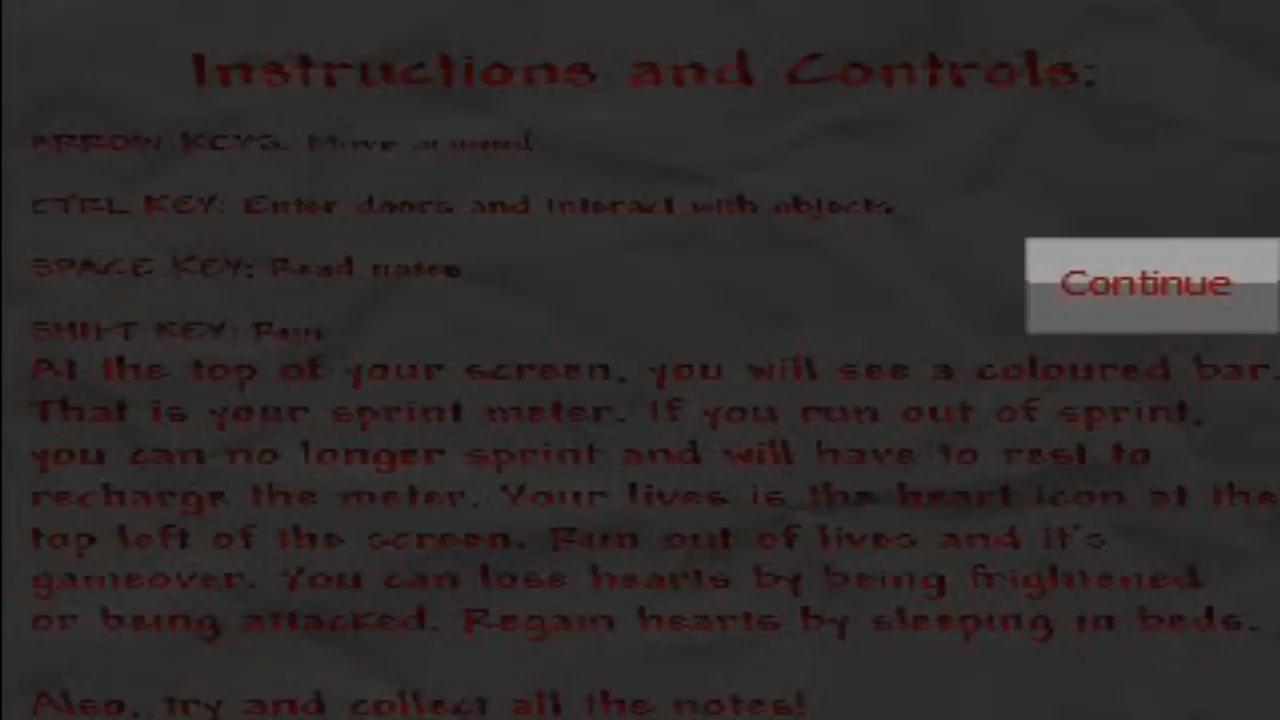 Instructions and Controls:
ARROW KEYS: Move around
CTRL KEY: Enter doors and interact with objects
SPACE KEY: Read notes
Continue
SHIFT KEY: Run
At the top of your screen, you will see a coloured bar.
That is your sprint meter. If you run out of sprint,
you can no longer sprint and will have to rest to
recharge the meter. Your lives is the heart icon at the
top left of the screen. Run out of lives and it's
gameover. You can lose hearts by being frightened
or being attacked. Regain hearts by sleeping in beds.
Also, try and collect all the notes!